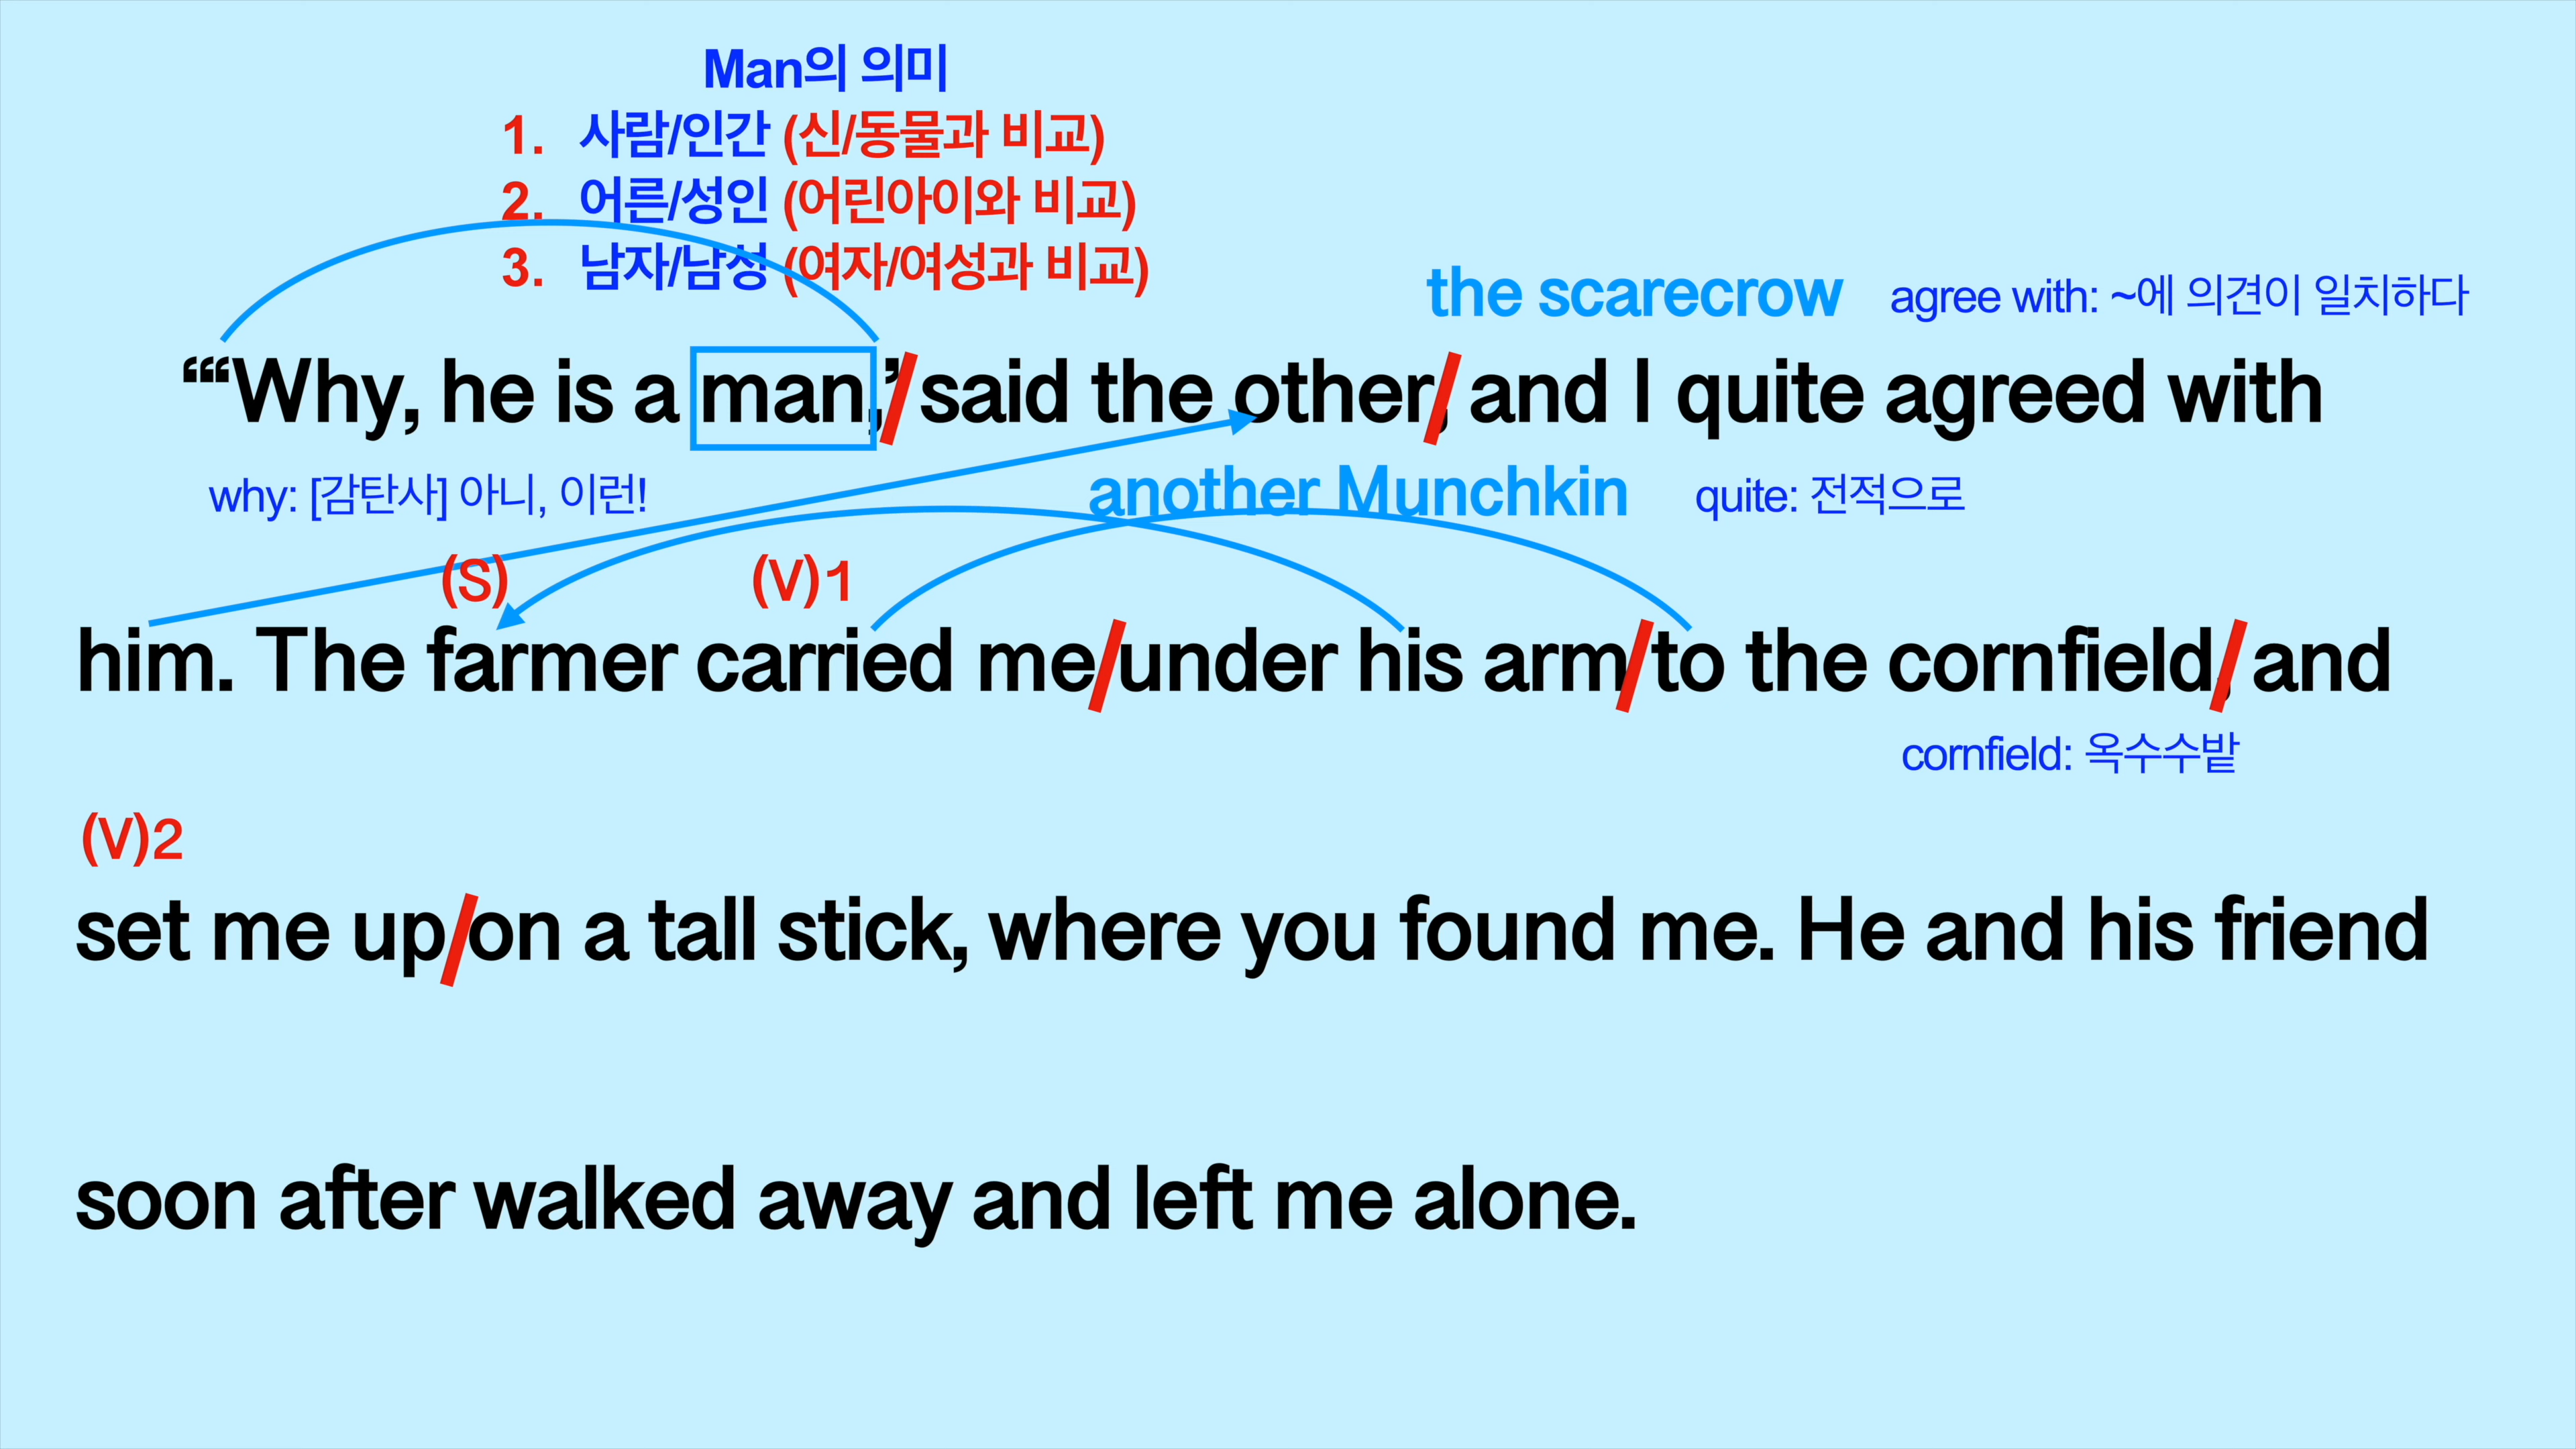 Man의 의미
1. 사람/인간 (신/동물과 비교)
2. 어른/성인 (어린아이와 비교)
3. 남자/남성 (여자/여성과 비교)
the scarecrow agree with: ~에 의견이 일치하다
“‘“Why, he is a man,’ said the other, and I quite agreed with
why: [감탄사] 아니, 이런! another Munchkin quite: 전적으로
(S) (V)1
him. The farmer carried me under his arm to the cornfield, and
cornfield: 옥수수밭
(V)2
set me up on a tall stick, where you found me. He and his friend
soon after walked away and left me alone.